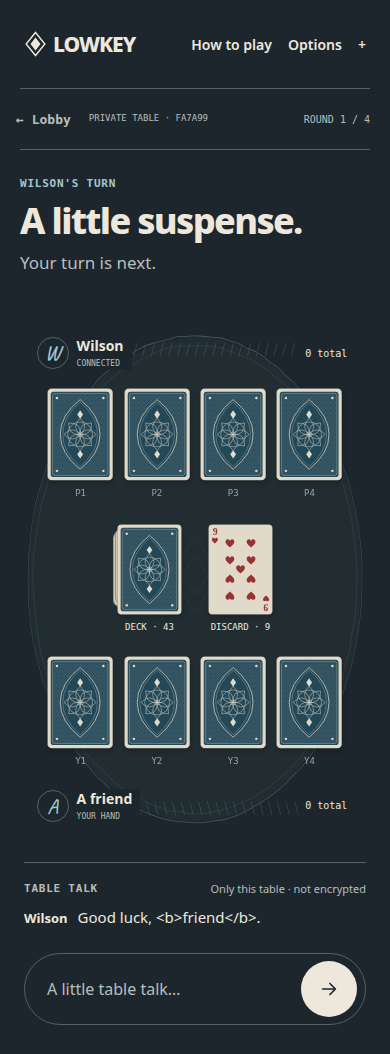 LOWKEY How to play Options +
← Lobby PRIVATE TABLE · FA7A99 ROUND 1 / 4
WILSON'S TURN
A little suspense.
Your turn is next.
W Wilson 0 total
CONNECTED
P1 P2 P3 P4
9
6
DECK · 43 DISCARD · 9
Y1 Y2 Y3 Y4
A A friend 0 total
YOUR HAND
TABLE TALK Only this table · not encrypted
Wilson Good luck, <b>friend</b>.
A little table talk...
→